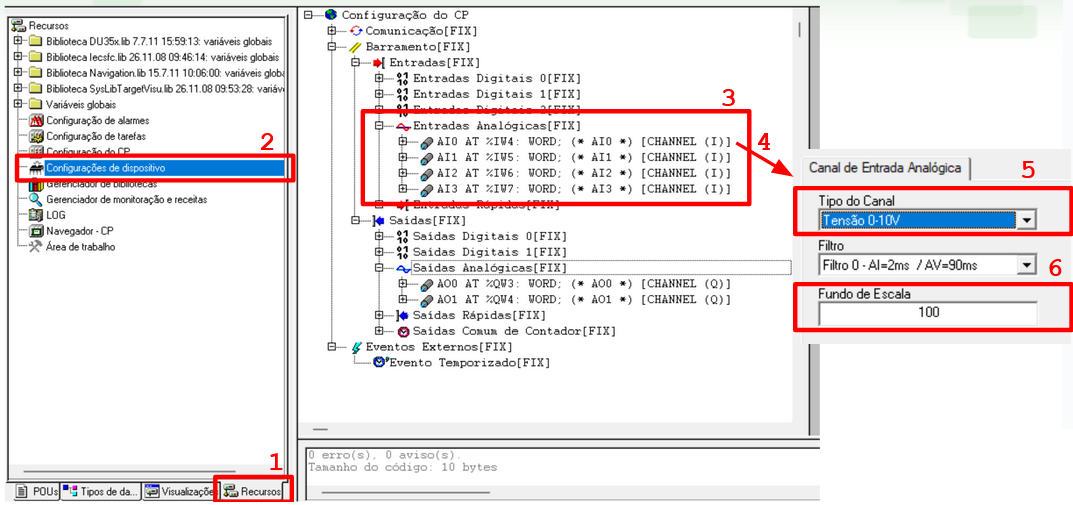 Recursos
Biblioteca DU35x.lib 7.7.11 15:59:13: variáveis globais
Biblioteca Iecsfc.lib 26.11.08 09:46:14: variáveis globais
Biblioteca Navigation.lib 15.7.11 10:06:00: variáveis glob
Biblioteca SysLibTargetVisu.lib 26.11.08 09:53:28: variáv
Variáveis globais
Configuração de alarmes
Configuração de tarefas
2
Configuração do CP
Configurações de dispositivo
Gerenciador de bibliotecas
Gerenciador de monitoração e receitas
LOG
Navegador - CP
Área de trabalho
1
POUs
Tipos de da...
Visualizaçõe
Recursos
Configuração do CP
Comunicação[FIX]
Barramento[FIX]
Entradas[FIX]
Entradas Digitais 0[FIX]
Entradas Digitais 1[FIX]
3
Entradas Digitais 2[FIX]
Entradas Analógicas[FIX]
AI0 AT %IW4: WORD; (* AI0 *) [CHANNEL (I)]
4
AI1 AT %IW5: WORD; (* AI1 *) [CHANNEL (I)]
AI2 AT %IW6: WORD; (* AI2 *) [CHANNEL (I)]
AI3 AT %IW7: WORD; (* AI3 *) [CHANNEL (I)]
Entradas Rápidas[FIX]
Saídas[FIX]
Saídas Digitais 0[FIX]
Saídas Digitais 1[FIX]
Saídas Analógicas[FIX]
AO0 AT %QW3: WORD; (* AO0 *) [CHANNEL (Q)]
AO1 AT %QW4: WORD; (* AO1 *) [CHANNEL (Q)]
Saídas Rápidas[FIX]
Saídas Comum de Contador[FIX]
Eventos Externos[FIX]
Evento Temporizado[FIX]
0 erro(s), 0 aviso(s).
Tamanho do código: 10 bytes
Canal de Entrada Analógica
5
Tipo do Canal
Tensão 0-10V
Filtro
Filtro 0 - AI=2ms / AV=90ms
6
Fundo de Escala
100